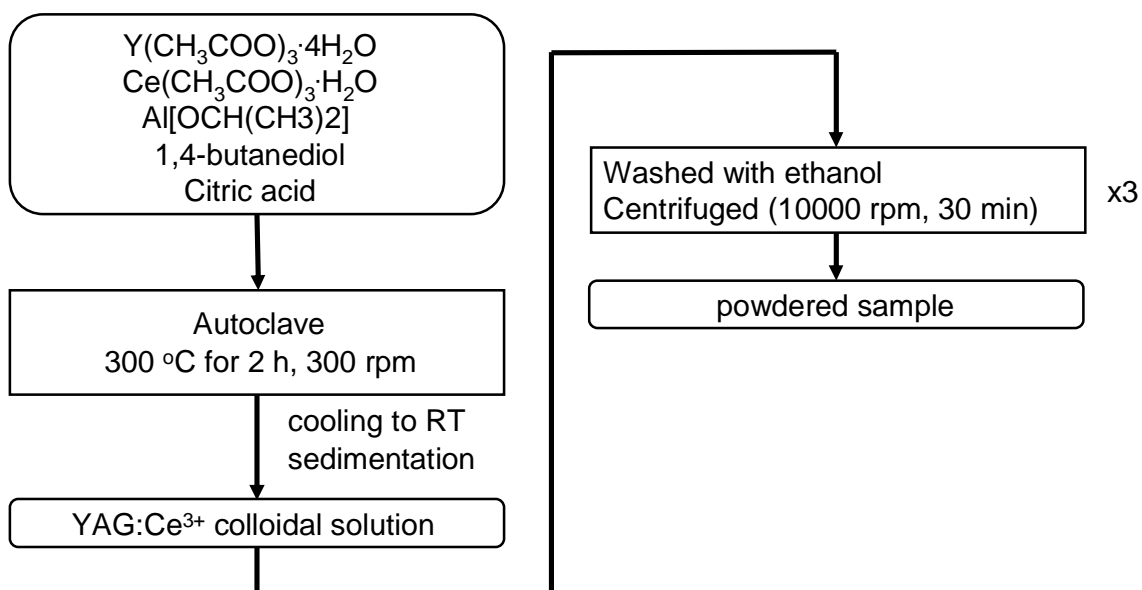 Y(CH₃COO)₃·4H₂O
Ce(CH₃COO)₃·H₂O
Al[OCH(CH3)2]
1,4-butanediol
Citric acid
Autoclave
300 ºC for 2 h, 300 rpm
cooling to RT
sedimentation
YAG:Ce³⁺ colloidal solution
Washed with ethanol
Centrifuged (10000 rpm, 30 min)
x3
powdered sample